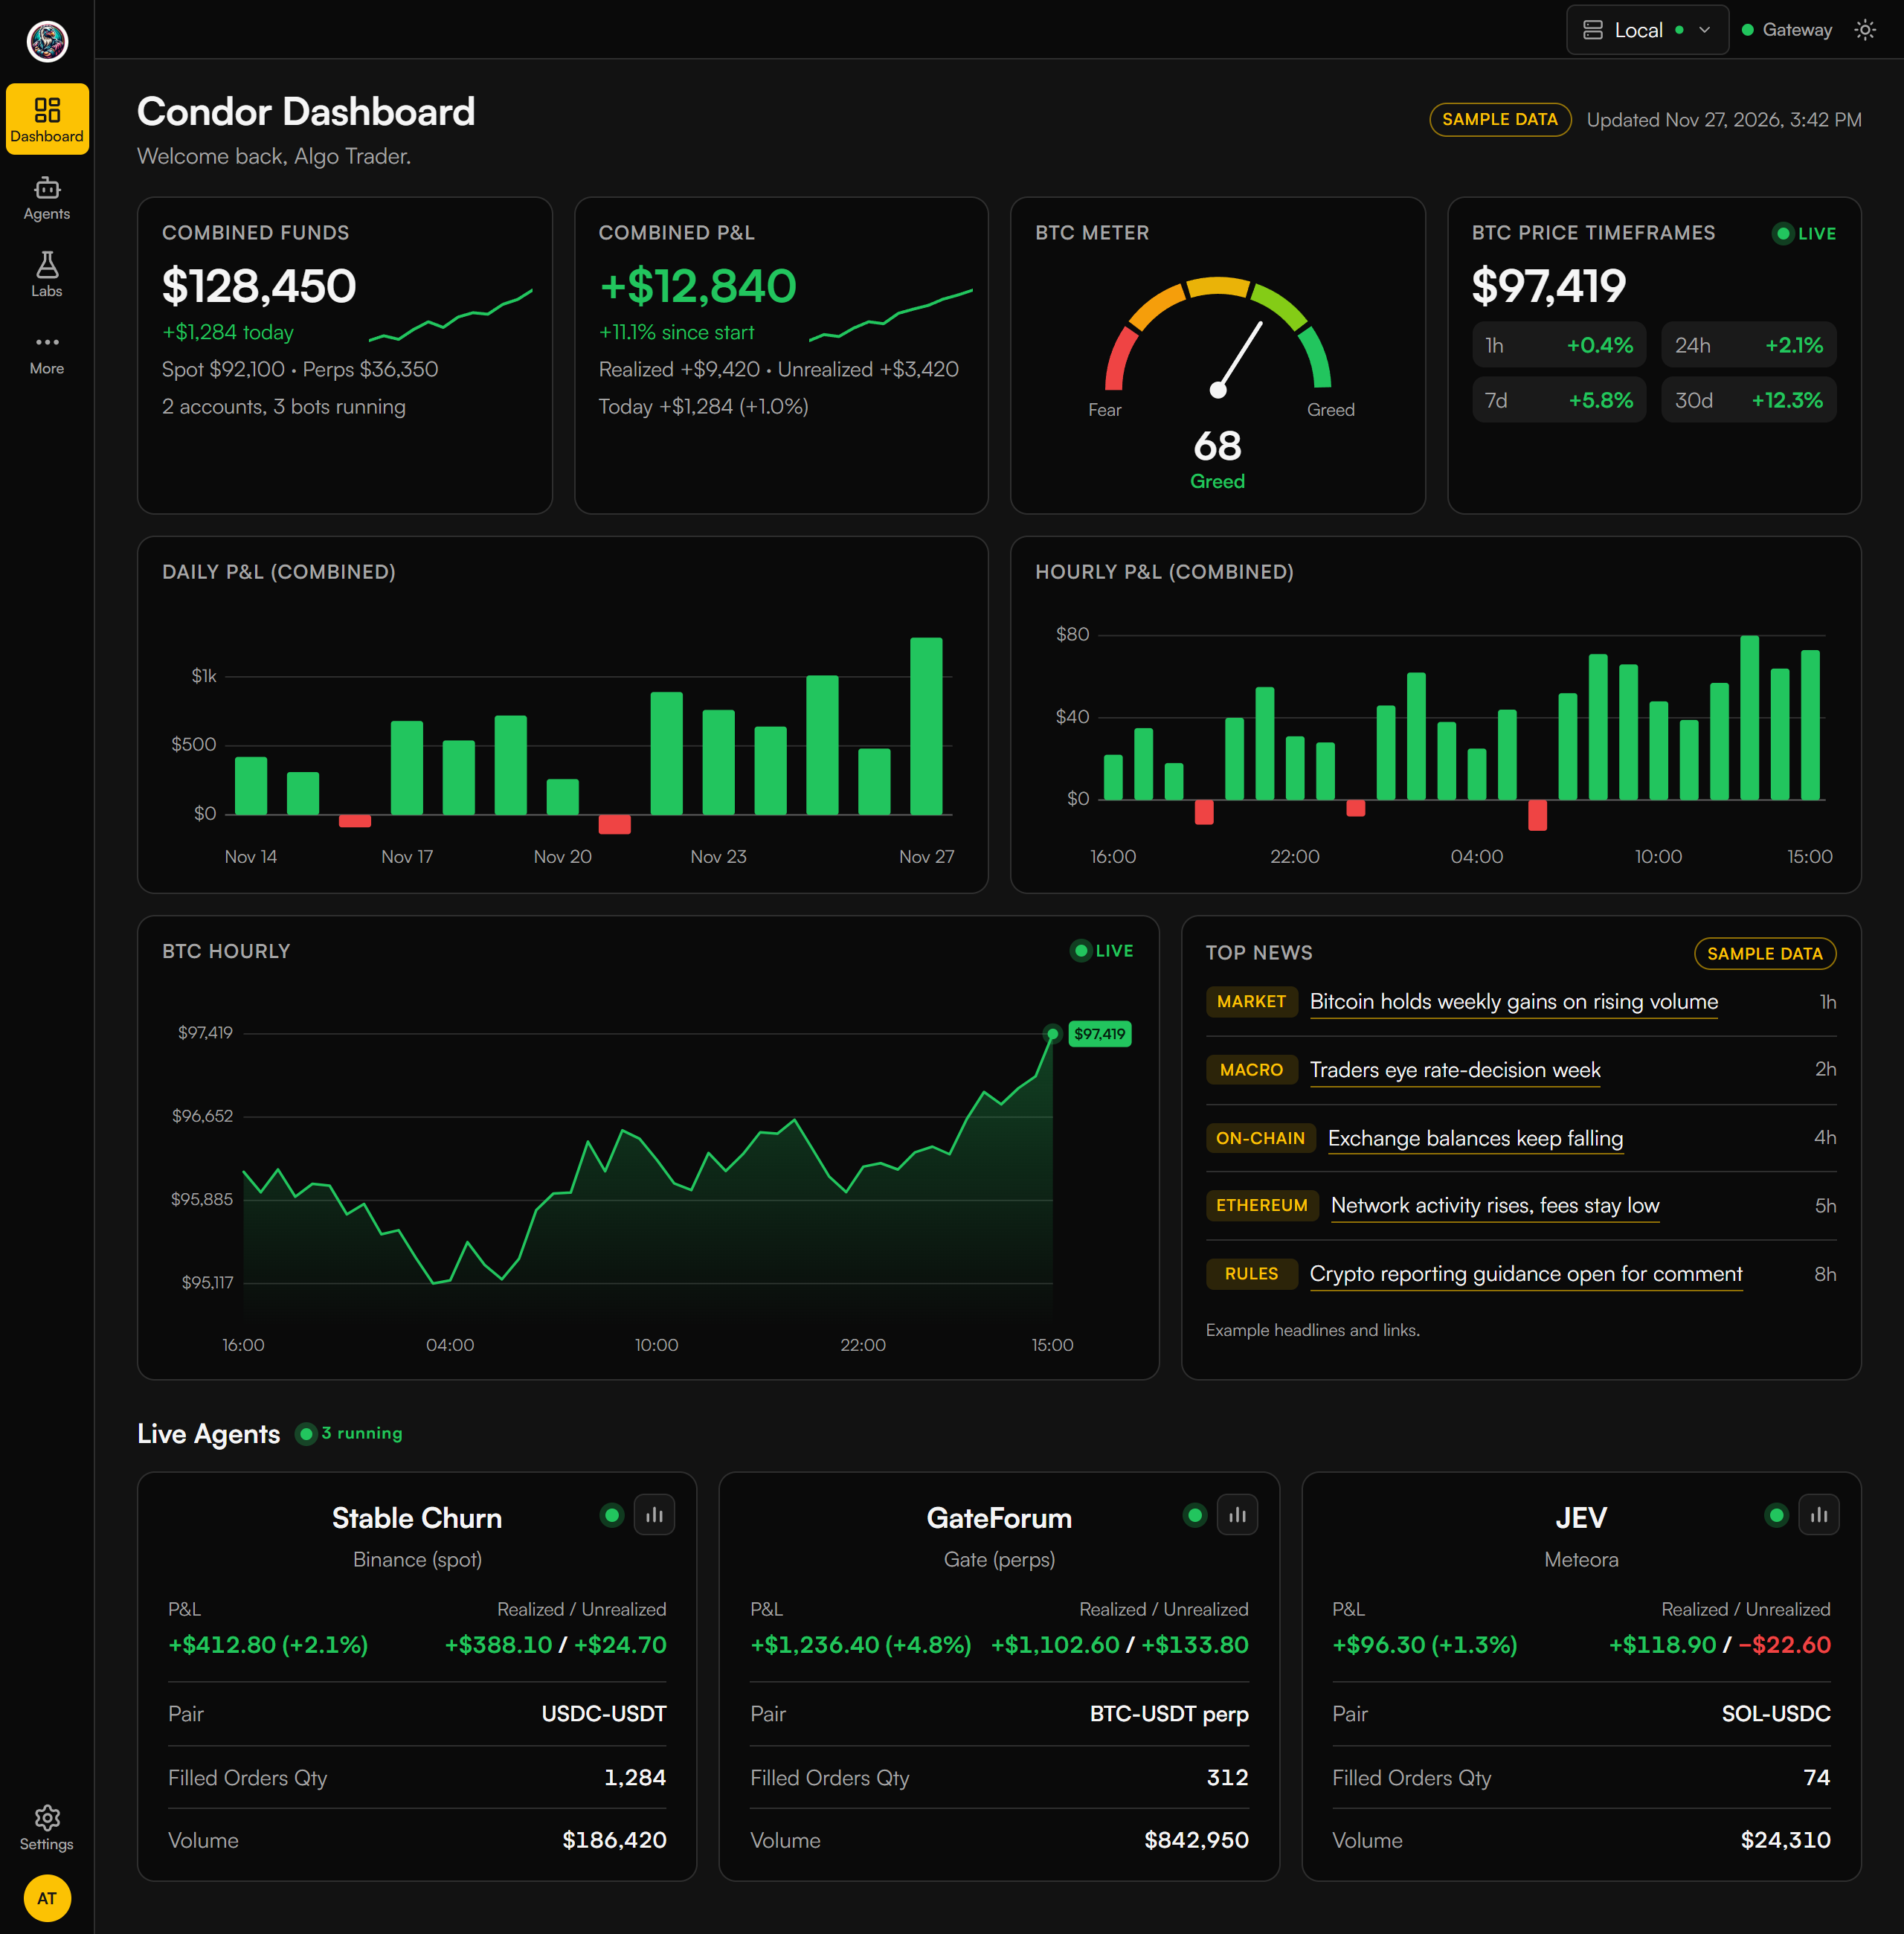 Local
Gateway
Dashboard
Agents
Labs
More
Settings
AT
Condor Dashboard
Welcome back, Algo Trader.
SAMPLE DATA
Updated Nov 27, 2026, 3:42 PM
COMBINED FUNDS
$128,450
+$1,284 today
Spot $92,100 · Perps $36,350
2 accounts, 3 bots running
COMBINED P&L
+$12,840
+11.1% since start
Realized +$9,420 · Unrealized +$3,420
Today +$1,284 (+1.0%)
BTC METER
Fear
Greed
68
Greed
BTC PRICE TIMEFRAMES
LIVE
$97,419
1h +0.4%
24h +2.1%
7d +5.8%
30d +12.3%
DAILY P&L (COMBINED)
$1k
$500
$0
Nov 14 Nov 17 Nov 20 Nov 23 Nov 27
HOURLY P&L (COMBINED)
$80
$40
$0
16:00 22:00 04:00 10:00 15:00
BTC HOURLY
LIVE
$97,419
$97,419
$96,652
$95,885
$95,117
16:00 04:00 10:00 22:00 15:00
TOP NEWS
SAMPLE DATA
MARKET Bitcoin holds weekly gains on rising volume 1h
MACRO Traders eye rate-decision week 2h
ON-CHAIN Exchange balances keep falling 4h
ETHEREUM Network activity rises, fees stay low 5h
RULES Crypto reporting guidance open for comment 8h
Example headlines and links.
Live Agents
3 running
Stable Churn
Binance (spot)
P&L Realized / Unrealized
+$412.80 (+2.1%) +$388.10 / +$24.70
Pair USDC-USDT
Filled Orders Qty 1,284
Volume $186,420
GateForum
Gate (perps)
P&L Realized / Unrealized
+$1,236.40 (+4.8%) +$1,102.60 / +$133.80
Pair BTC-USDT perp
Filled Orders Qty 312
Volume $842,950
JEV
Meteora
P&L Realized / Unrealized
+$96.30 (+1.3%) +$118.90 / −$22.60
Pair SOL-USDC
Filled Orders Qty 74
Volume $24,310